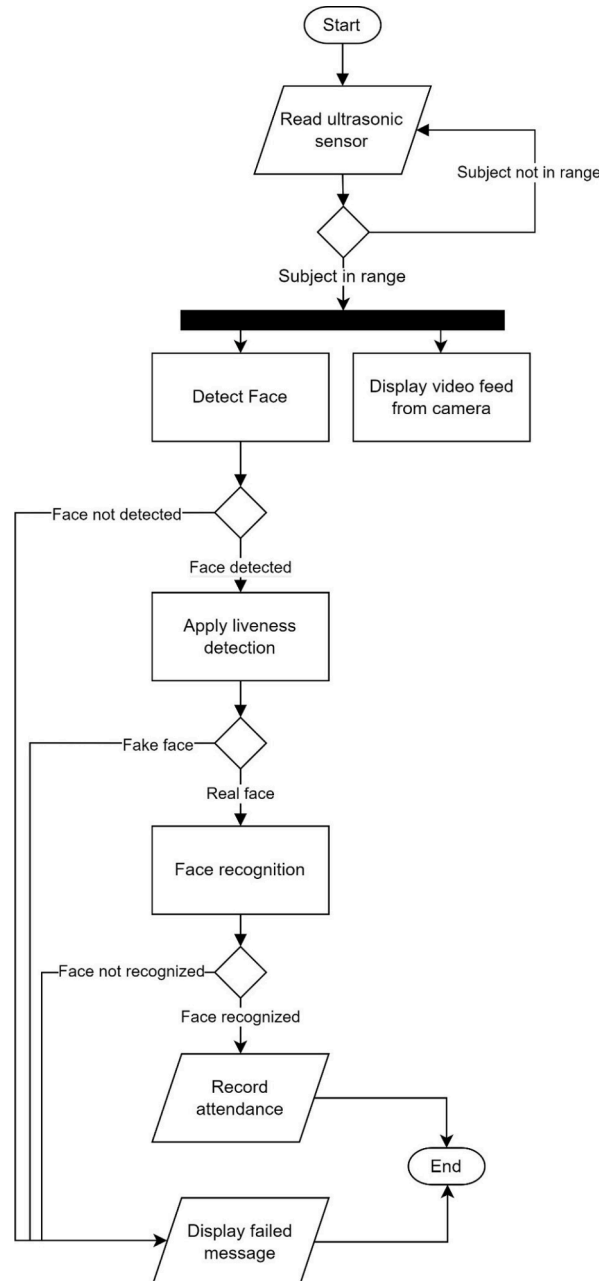 Start
Read ultrasonic
sensor
Subject not in range
Subject in range
Detect Face
Display video feed
from camera
Face not detected
Face detected
Apply liveness
detection
Fake face
Real face
Face recognition
Face not recognized
Face recognized
Record
attendance
End
Display failed
message